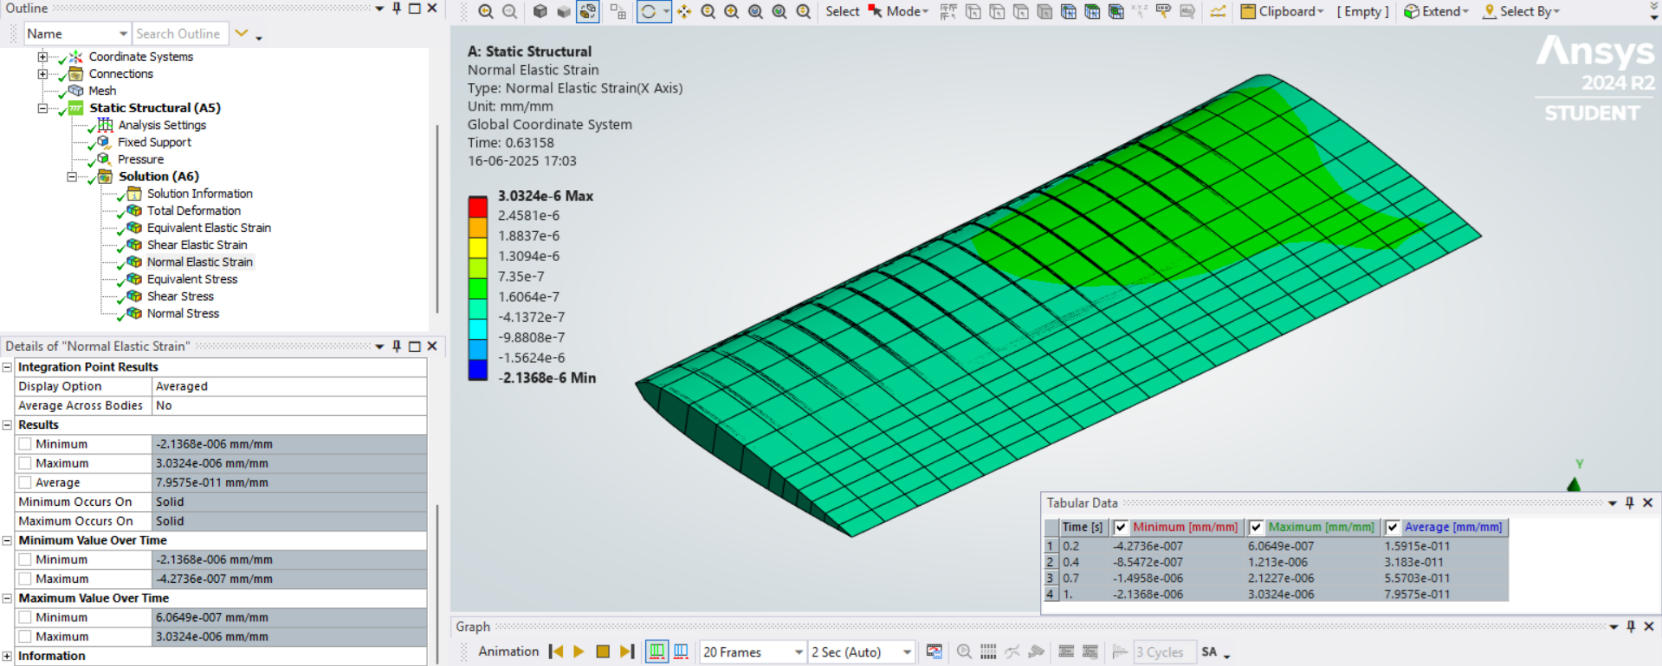 Outline
Name
Search Outline
Coordinate Systems
Connections
Mesh
Static Structural (A5)
Analysis Settings
Fixed Support
Pressure
Solution (A6)
Solution Information
Total Deformation
Equivalent Elastic Strain
Shear Elastic Strain
Normal Elastic Strain
Equivalent Stress
Shear Stress
Normal Stress
Details of "Normal Elastic Strain"
Integration Point Results
Display Option Averaged
Average Across Bodies No
Results
Minimum -2.1368e-006 mm/mm
Maximum 3.0324e-006 mm/mm
Average 7.9575e-011 mm/mm
Minimum Occurs On Solid
Maximum Occurs On Solid
Minimum Value Over Time
Minimum -2.1368e-006 mm/mm
Maximum -4.2736e-007 mm/mm
Maximum Value Over Time
Minimum 6.0649e-007 mm/mm
Maximum 3.0324e-006 mm/mm
Information
Select Mode Clipboard [ Empty ] Extend Select By
A: Static Structural
Normal Elastic Strain
Type: Normal Elastic Strain(X Axis)
Unit: mm/mm
Global Coordinate System
Time: 0.63158
16-06-2025 17:03
3.0324e-6 Max
2.4581e-6
1.8837e-6
1.3094e-6
7.35e-7
1.6064e-7
-4.1372e-7
-9.8808e-7
-1.5624e-6
-2.1368e-6 Min
Ansys
2024 R2
STUDENT
Y
Tabular Data
Time [s] Minimum [mm/mm] Maximum [mm/mm] Average [mm/mm]
1 0.2 -4.2736e-007 6.0649e-007 1.5915e-011
2 0.4 -8.5472e-007 1.213e-006 3.183e-011
3 0.7 -1.4958e-006 2.1227e-006 5.5703e-011
4 1. -2.1368e-006 3.0324e-006 7.9575e-011
Graph
Animation 20 Frames 2 Sec (Auto) 3 Cycles SA